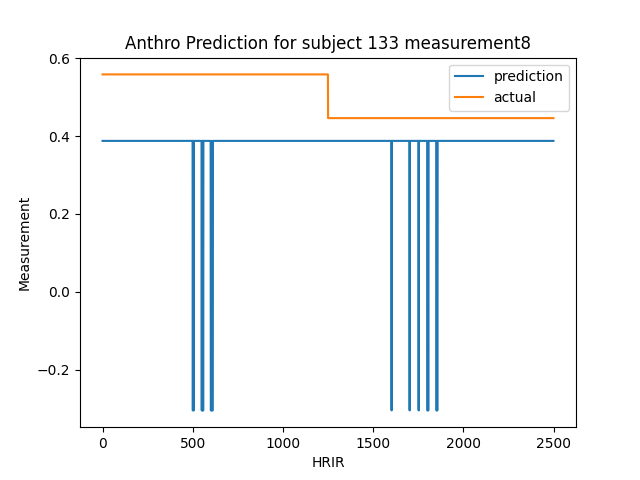 Anthro Prediction for subject 133 measurement8
prediction
actual
Measurement
0.6
0.4
0.2
0.0
−0.2
0
500
1000
1500
2000
2500
HRIR